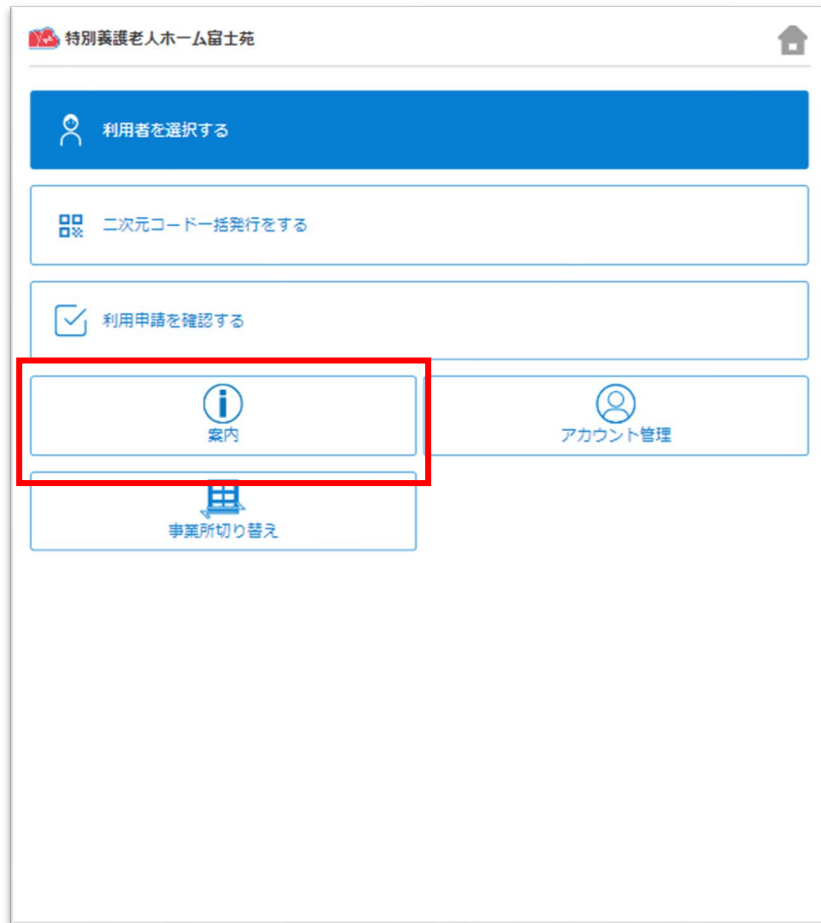 特別養護老人ホーム富士苑
利用者を選択する
二次元コード一括発行をする
利用申請を確認する
案内
アカウント管理
事業所切り替え